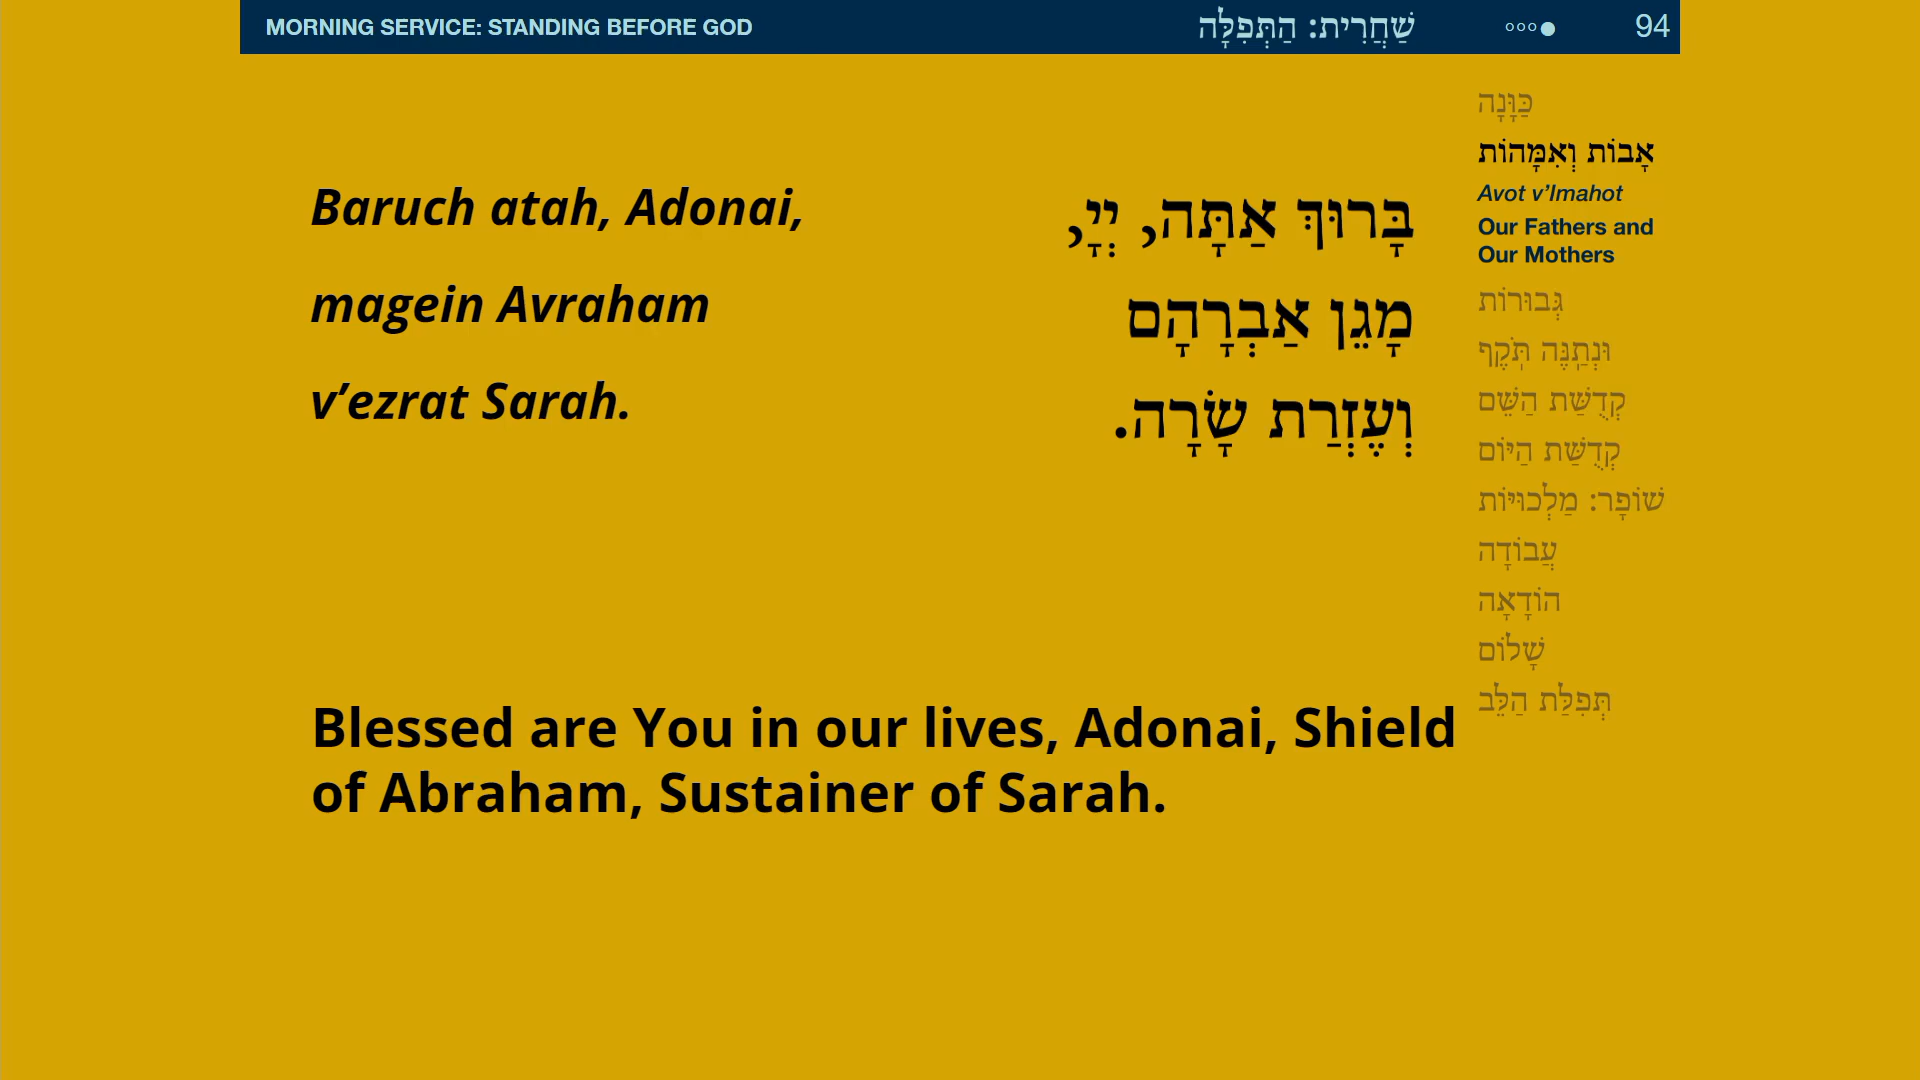 MORNING SERVICE: STANDING BEFORE GOD שַׁחֲרִית: הַתְּפִלָּה 94
Baruch atah, Adonai,
magein Avraham
v’ezrat Sarah.
בָּרוּךְ אַתָּה, יְיָ,
מָגֵן אַבְרָהָם
וְעֶזְרַת שָׂרָה.
Blessed are You in our lives, Adonai, Shield
of Abraham, Sustainer of Sarah.
כַּוָּנָה
אָבוֹת וְאִמָּהוֹת
Avot v’Imahot
Our Fathers and
Our Mothers
גְּבוּרוֹת
וּנְתַנֶּה תֹּקֶף
קְדֻשַּׁת הַשֵּׁם
קְדֻשַּׁת הַיּוֹם
שׁוֹפָר: מַלְכוּיּוֹת
עֲבוֹדָה
הוֹדָאָה
שָׁלוֹם
תְּפִלַּת הַלֵּב